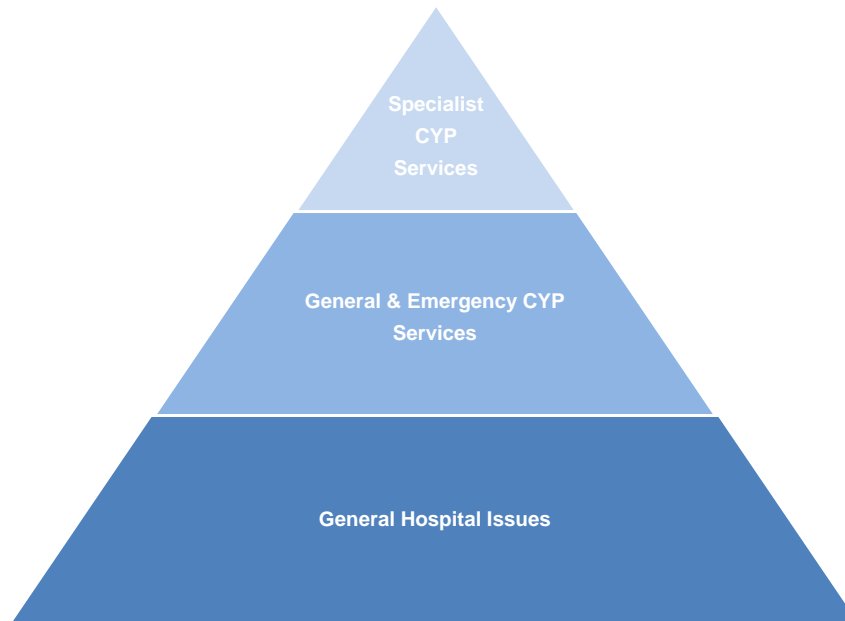 Specialist
CYP
Services
General & Emergency CYP
Services
General Hospital Issues